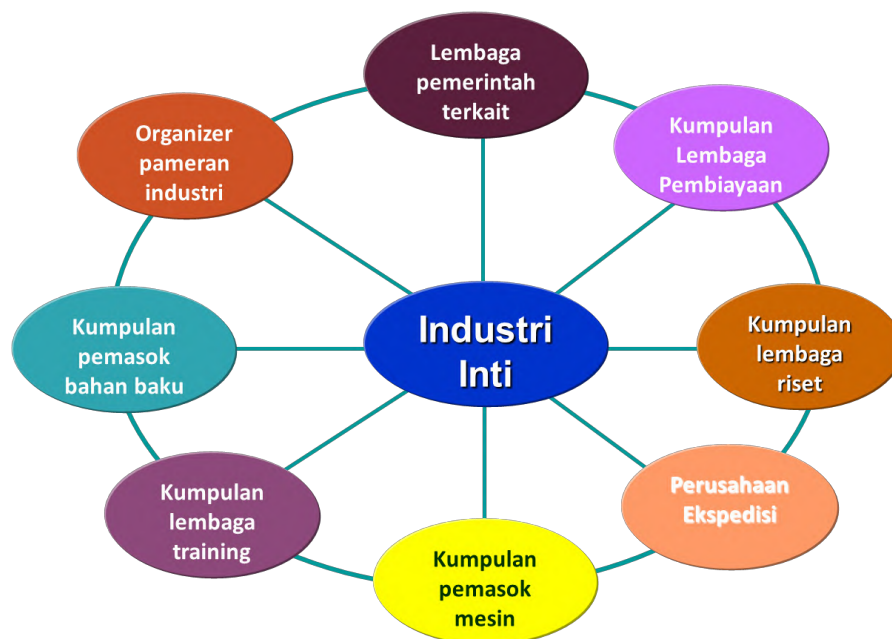 Lembaga
pemerintah
terkait
Kumpulan
Lembaga
Pembiayaan
Kumpulan
lembaga
riset
Perusahaan
Ekspedisi
Kumpulan
pemasok
mesin
Kumpulan
lembaga
training
Kumpulan
pemasok
bahan baku
Organizer
pameran
industri
Industri
Inti